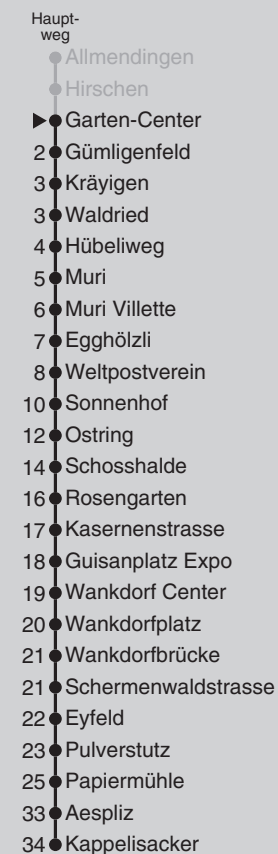 Haupt-
weg
Allmendingen
Hirschen
Garten-Center
2 Gümligenfeld
3 Kräyigen
3 Waldried
4 Hübeliweg
5 Muri
6 Muri Villette
7 Egghölzli
8 Weltpostverein
10 Sonnenhof
12 Ostring
14 Schosshalde
16 Rosengarten
17 Kasernenstrasse
18 Guisanplatz Expo
19 Wankdorf Center
20 Wankdorfplatz
21 Wankdorfbrücke
21 Schermenwaldstrasse
22 Eyfeld
23 Pulverstutz
25 Papiermühle
33 Aespliz
34 Kappelisacker